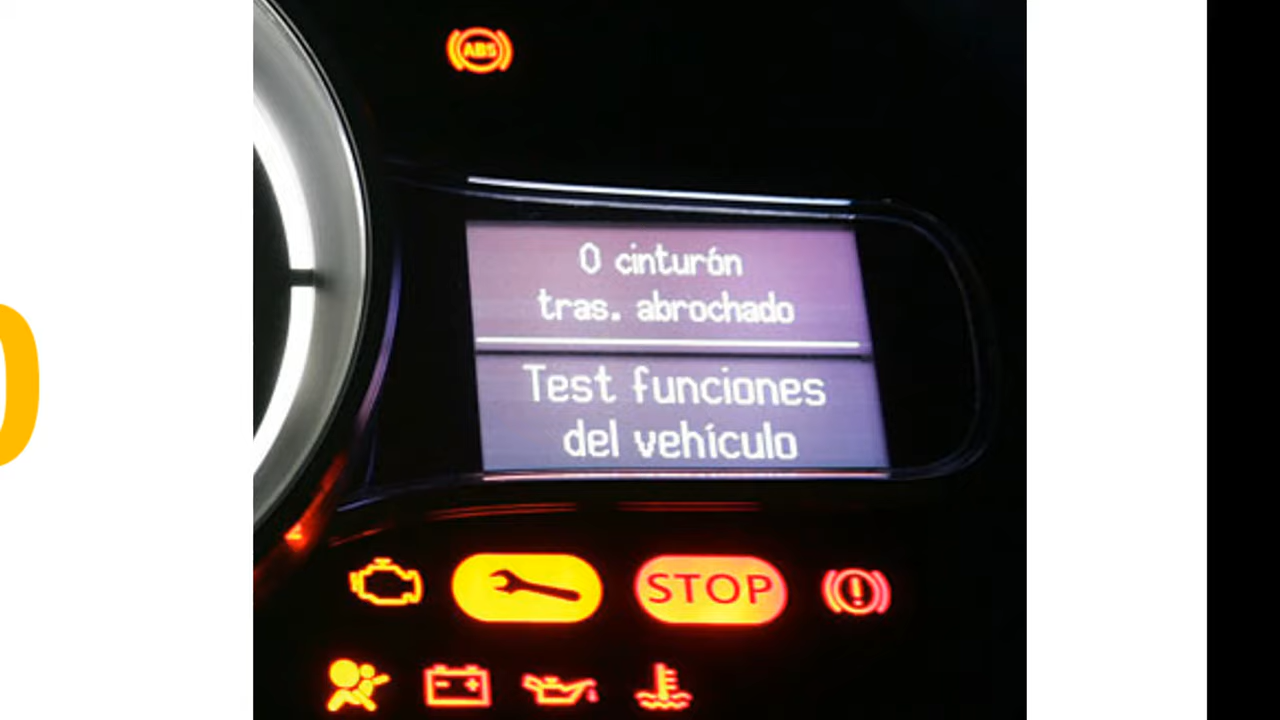 ABS
0 cinturón
tras. abrochado
Test funciones
del vehículo
STOP